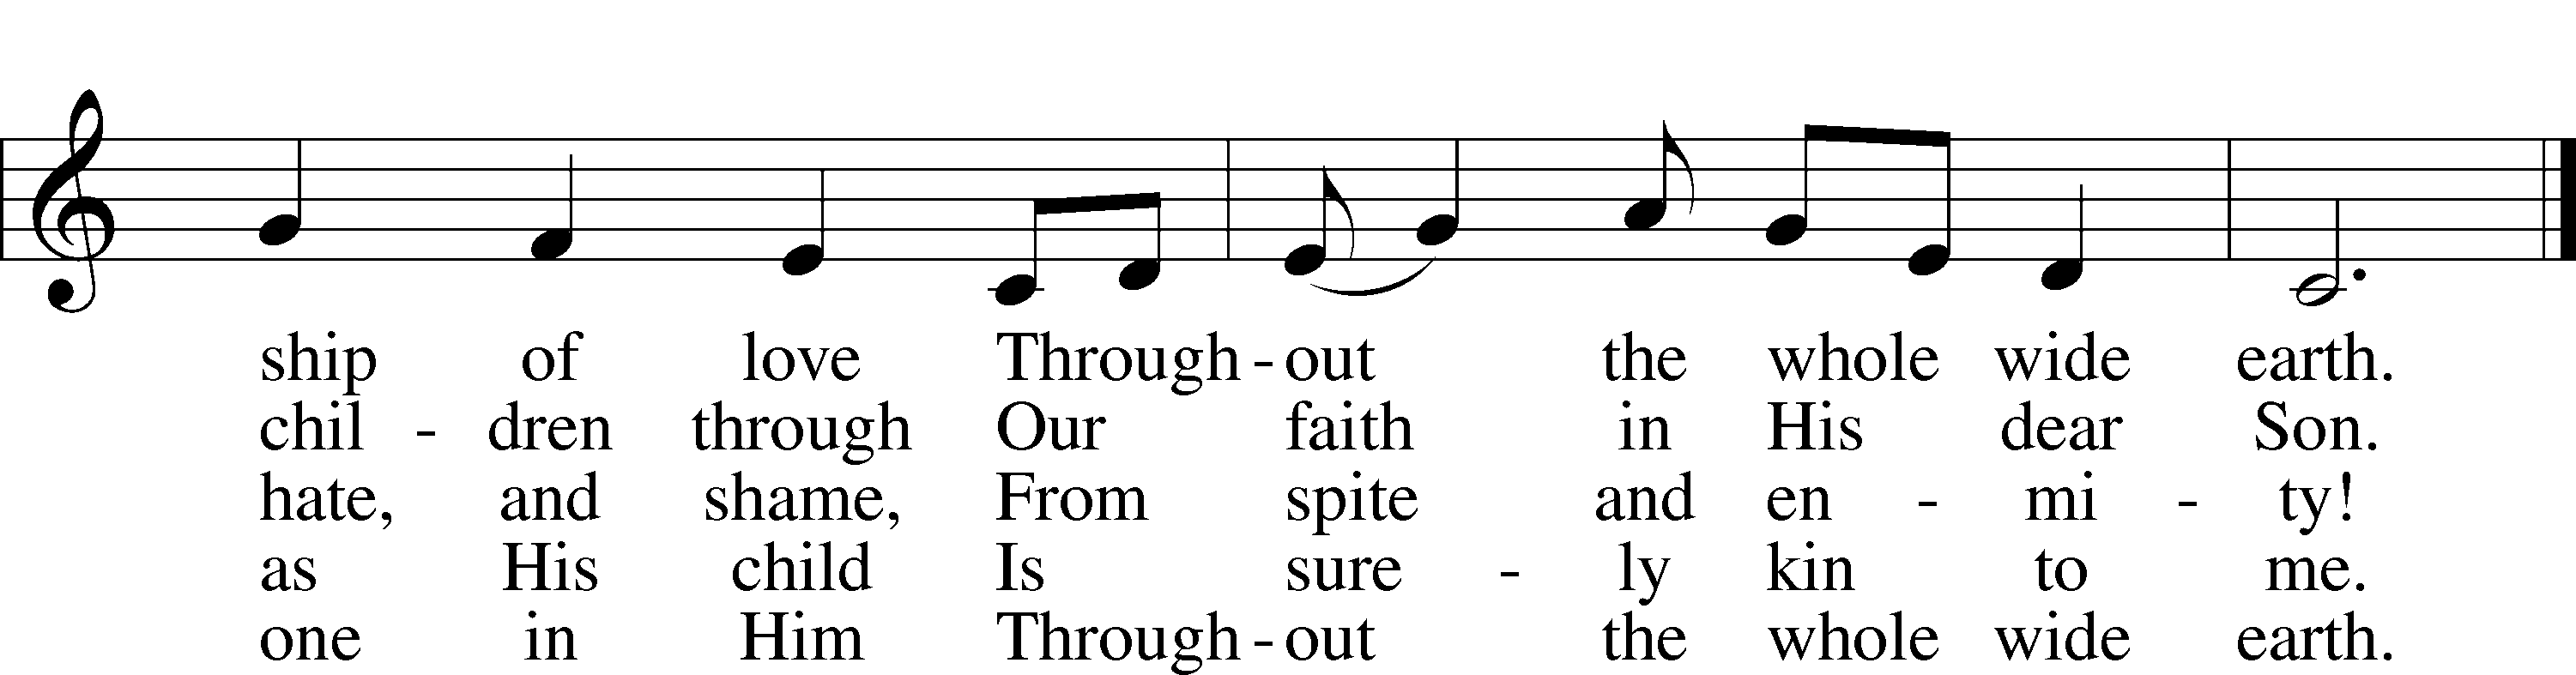 ship of love Through - out the whole wide earth.
chil - dren through Our faith in His dear Son.
hate, and shame, From spite and en - mi - ty!
as His child Is sure - ly kin to me.
one in Him Through - out the whole wide earth.